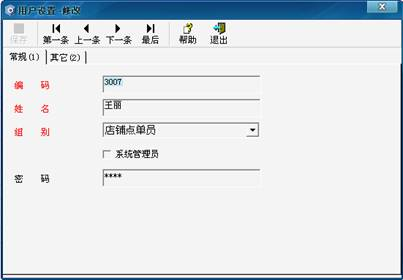 用户设置-修改
保存 第一条 上一条 下一条 最后 帮助 退出
常规(1) 其它(2)
编 码 3007
姓 名 王丽
组 别 店铺点单员
系统管理员
密 码 ****